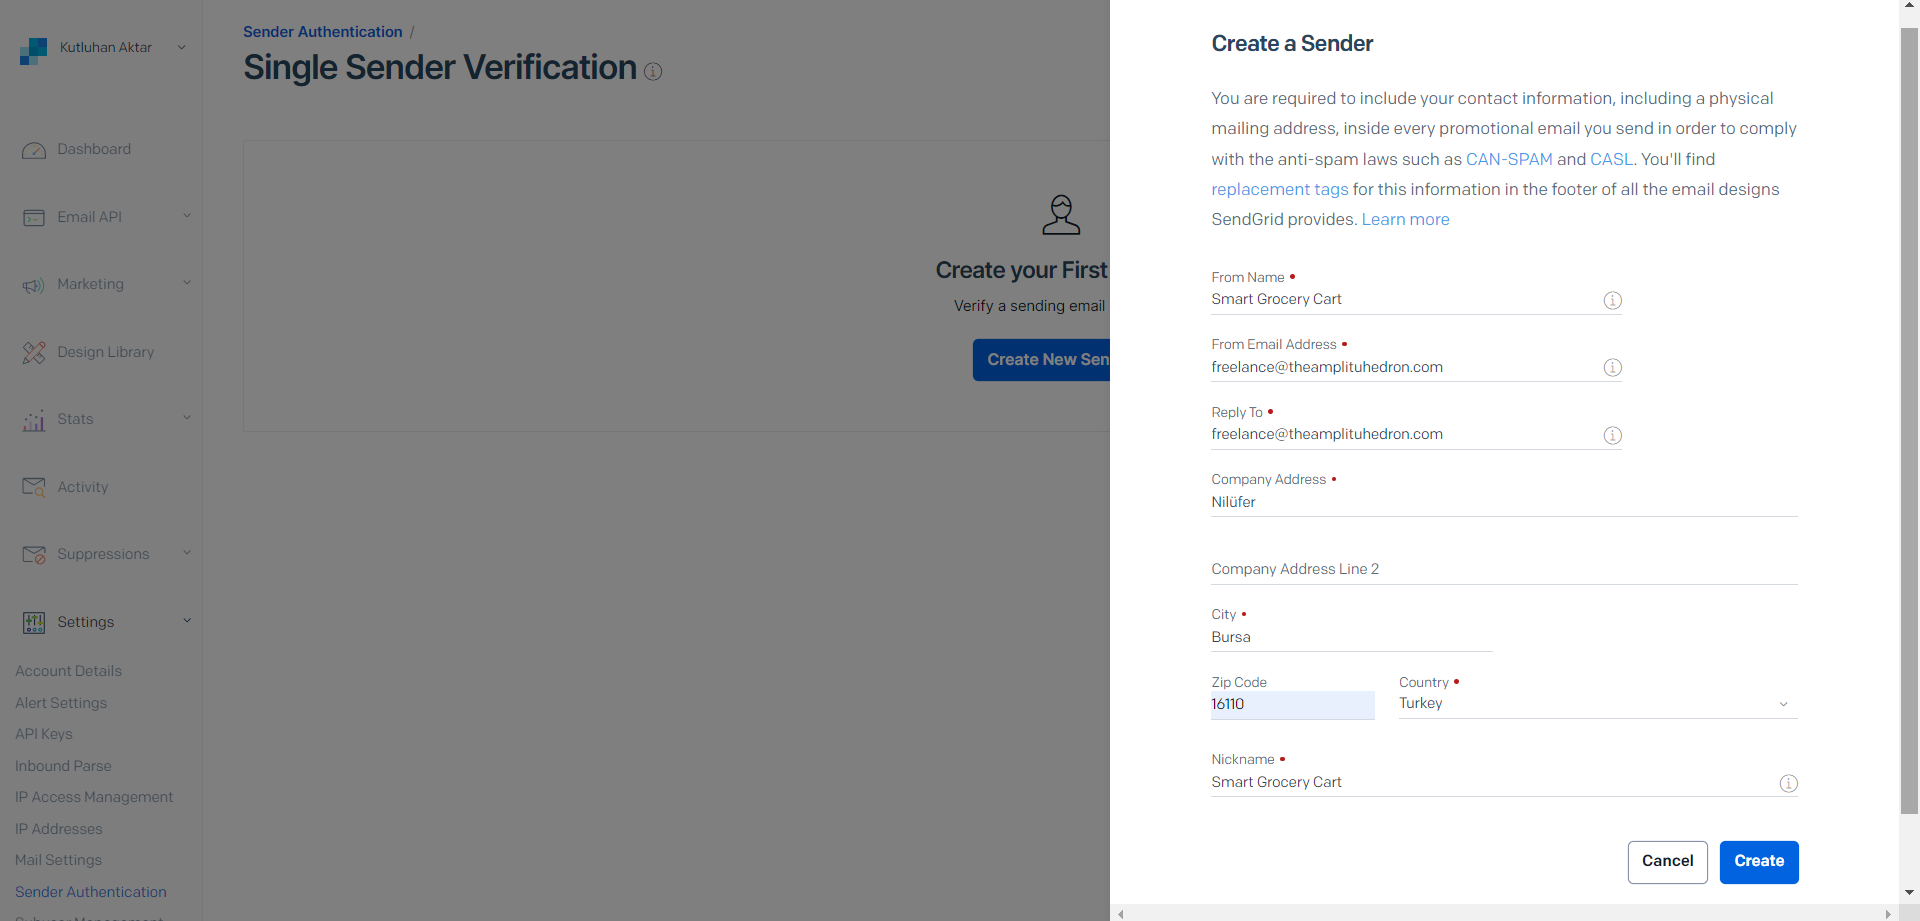 Kutluhan Aktar
Dashboard
Email API
Marketing
Design Library
Stats
Activity
Suppressions
Settings
Account Details
Alert Settings
API Keys
Inbound Parse
IP Access Management
IP Addresses
Mail Settings
Sender Authentication
Sender Authentication /
Single Sender Verification
Create your First
Verify a sending email
Create New Sen
Create a Sender
You are required to include your contact information, including a physical
mailing address, inside every promotional email you send in order to comply
with the anti-spam laws such as CAN-SPAM and CASL. You'll find
replacement tags for this information in the footer of all the email designs
SendGrid provides. Learn more
From Name •
Smart Grocery Cart
From Email Address •
freelance@theamplituhedron.com
Reply To •
freelance@theamplituhedron.com
Company Address •
Nilüfer
Company Address Line 2
City •
Bursa
Zip Code
16110
Country •
Turkey
Nickname •
Smart Grocery Cart
Cancel
Create